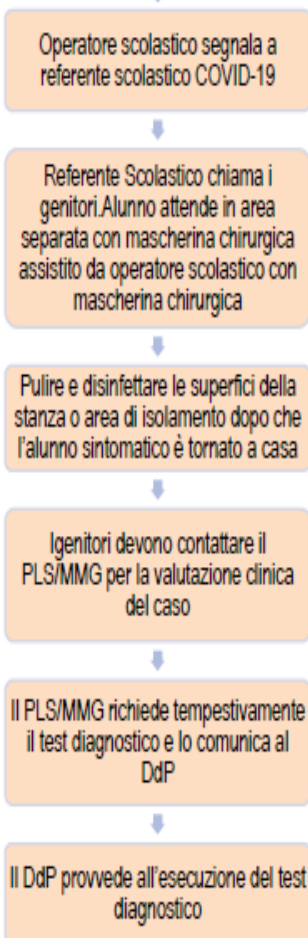 Operatore scolastico segnala a
referente scolastico COVID-19
Referente Scolastico chiama i
genitori.Alunno attende in area
separata con mascherina chirurgica
assistito da operatore scolastico con
mascherina chirurgica
Pulire e disinfettare le superfici della
stanza o area di isolamento dopo che
l'alunno sintomatico è tornato a casa
Igenitori devono contattare il
PLS/MMG per la valutazione clinica
del caso
Il PLS/MMG richiede tempestivamente
il test diagnostico e lo comunica al
DdP
Il DdP provvede all'esecuzione del test
diagnostico